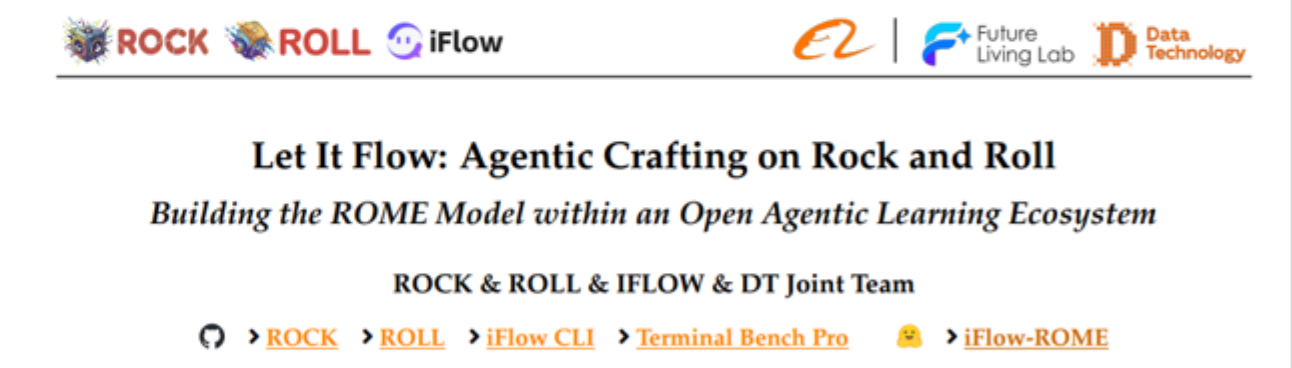 ROCK ROLL iFlow
Future Living Lab
Data Technology
Let It Flow: Agentic Crafting on Rock and Roll
Building the ROME Model within an Open Agentic Learning Ecosystem
ROCK & ROLL & IFLOW & DT Joint Team
> ROCK > ROLL > iFlow CLI > Terminal Bench Pro > iFlow-ROME